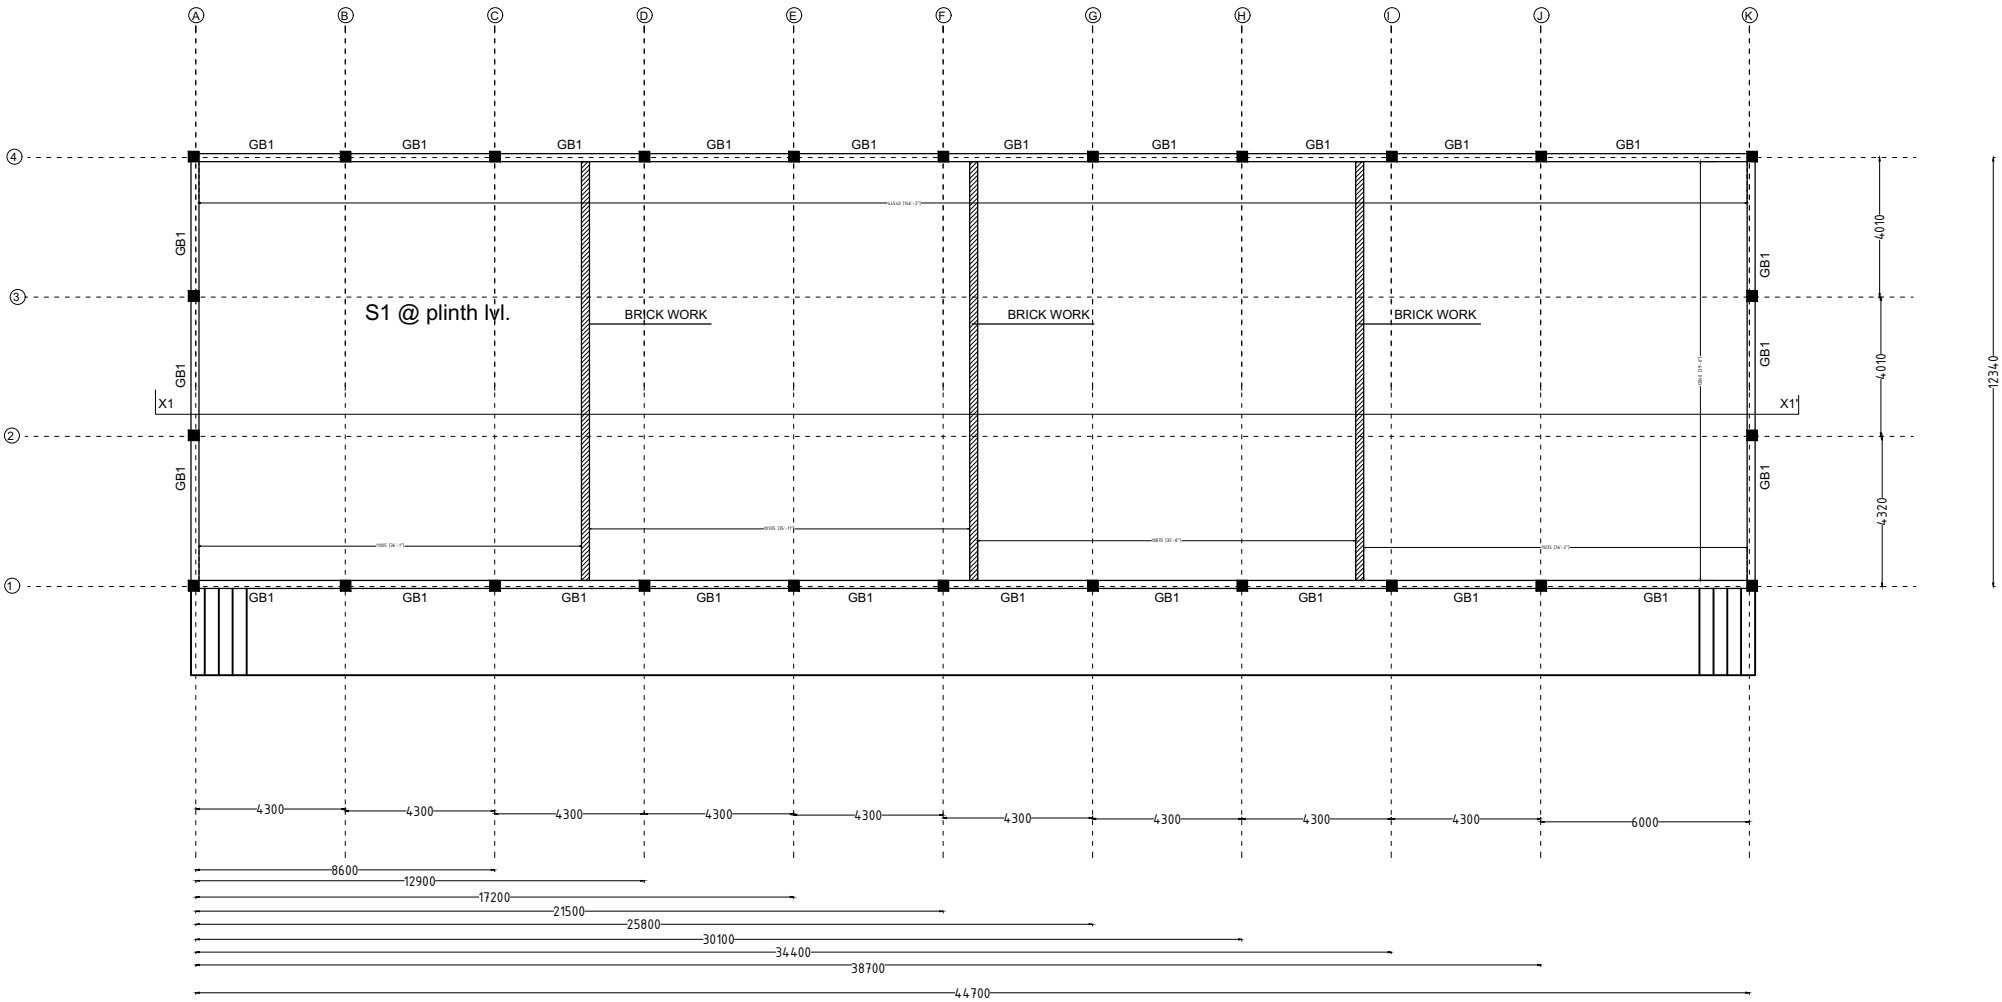 A B C D E F G H I J K
4
GB1 GB1 GB1 GB1 GB1 GB1 GB1 GB1 GB1 GB1
GB1
4010
GB1
3
S1 @ plinth lvl.
BRICK WORK BRICK WORK BRICK WORK
GB1
GB1
4010
12340
X1 X1'
2
GB1
GB1
4320
1
GB1 GB1 GB1 GB1 GB1 GB1 GB1 GB1 GB1 GB1
4300 4300 4300 4300 4300 4300 4300 4300 4300 6000
8600
12900
17200
21500
25800
30100
34400
38700
44700